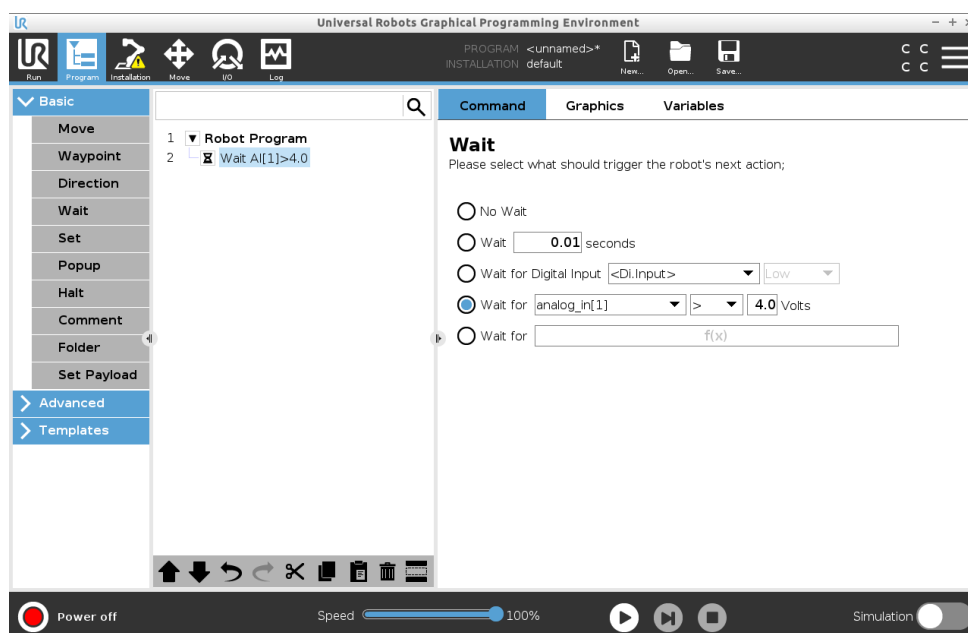 UR
Universal Robots Graphical Programming Environment
UR
Run
Program
Installation
Move
I/O
Log
PROGRAM <unnamed>*
INSTALLATION default
New...
Open...
Save...
C C
C C
Basic
Move
Waypoint
Direction
Wait
Set
Popup
Halt
Comment
Folder
Set Payload
Advanced
Templates
1 Robot Program
2 Wait AI[1]>4.0
Command Graphics Variables
Wait
Please select what should trigger the robot's next action;
No Wait
Wait 0.01 seconds
Wait for Digital Input <Di.Input> Low
Wait for analog_in[1] > 4.0 Volts
Wait for f(x)
Power off
Speed 100%
Simulation